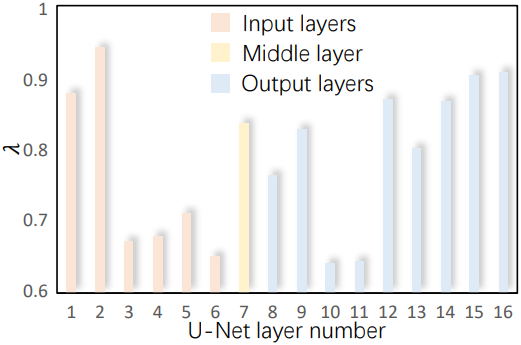 1
Input layers
Middle layer
Output layers
0.9
0.8
λ
0.7
0.6
1 2 3 4 5 6 7 8 9 10 11 12 13 14 15 16
U-Net layer number